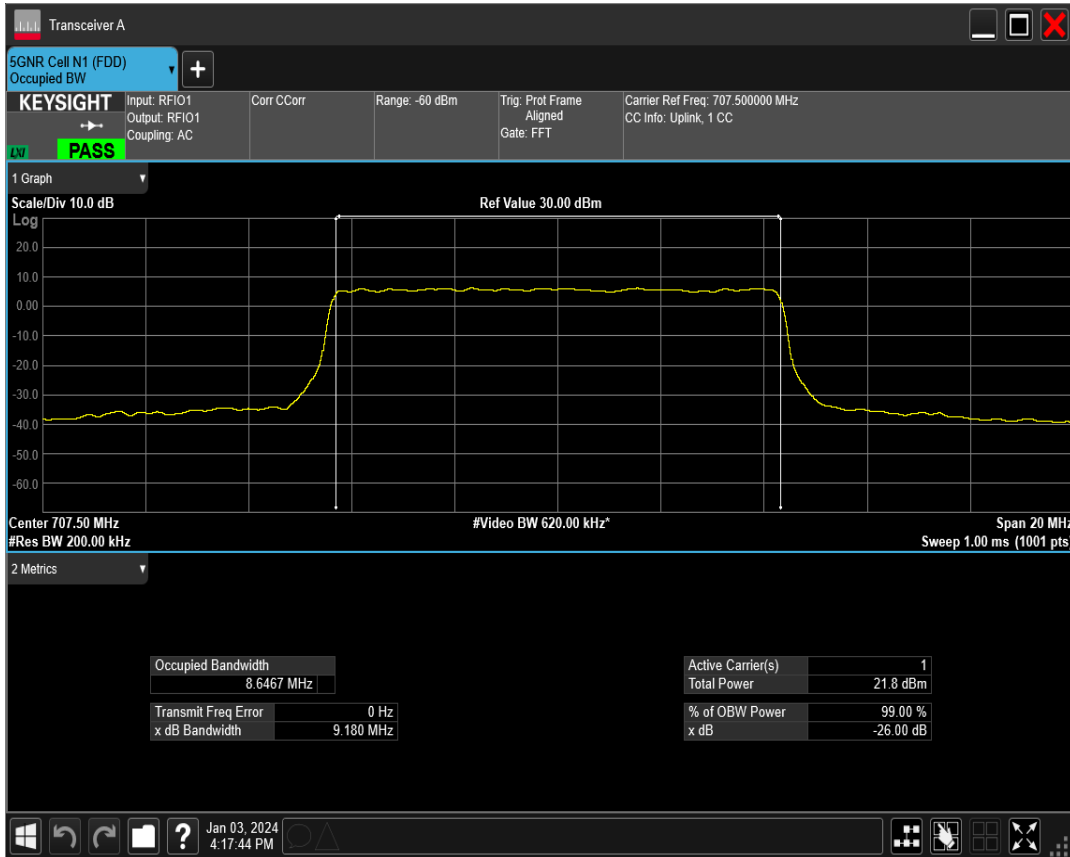 Transceiver A
5GNR Cell N1 (FDD)
Occupied BW
+
KEYSIGHT
LXI
PASS
Input: RFIO1
Output: RFIO1
Coupling: AC
Corr CCorr
Range: -60 dBm
Trig: Prot Frame
Aligned
Gate: FFT
Carrier Ref Freq: 707.500000 MHz
CC Info: Uplink, 1 CC
1 Graph
Scale/Div 10.0 dB
Ref Value 30.00 dBm
Log
20.0
10.0
0.00
-10.0
-20.0
-30.0
-40.0
-50.0
-60.0
Center 707.50 MHz
#Video BW 620.00 kHz*
Span 20 MHz
#Res BW 200.00 kHz
Sweep 1.00 ms (1001 pts)
2 Metrics
Occupied Bandwidth
8.6467 MHz
Transmit Freq Error 0 Hz
x dB Bandwidth 9.180 MHz
Active Carrier(s) 1
Total Power 21.8 dBm
% of OBW Power 99.00 %
x dB -26.00 dB
?
Jan 03, 2024
4:17:44 PM